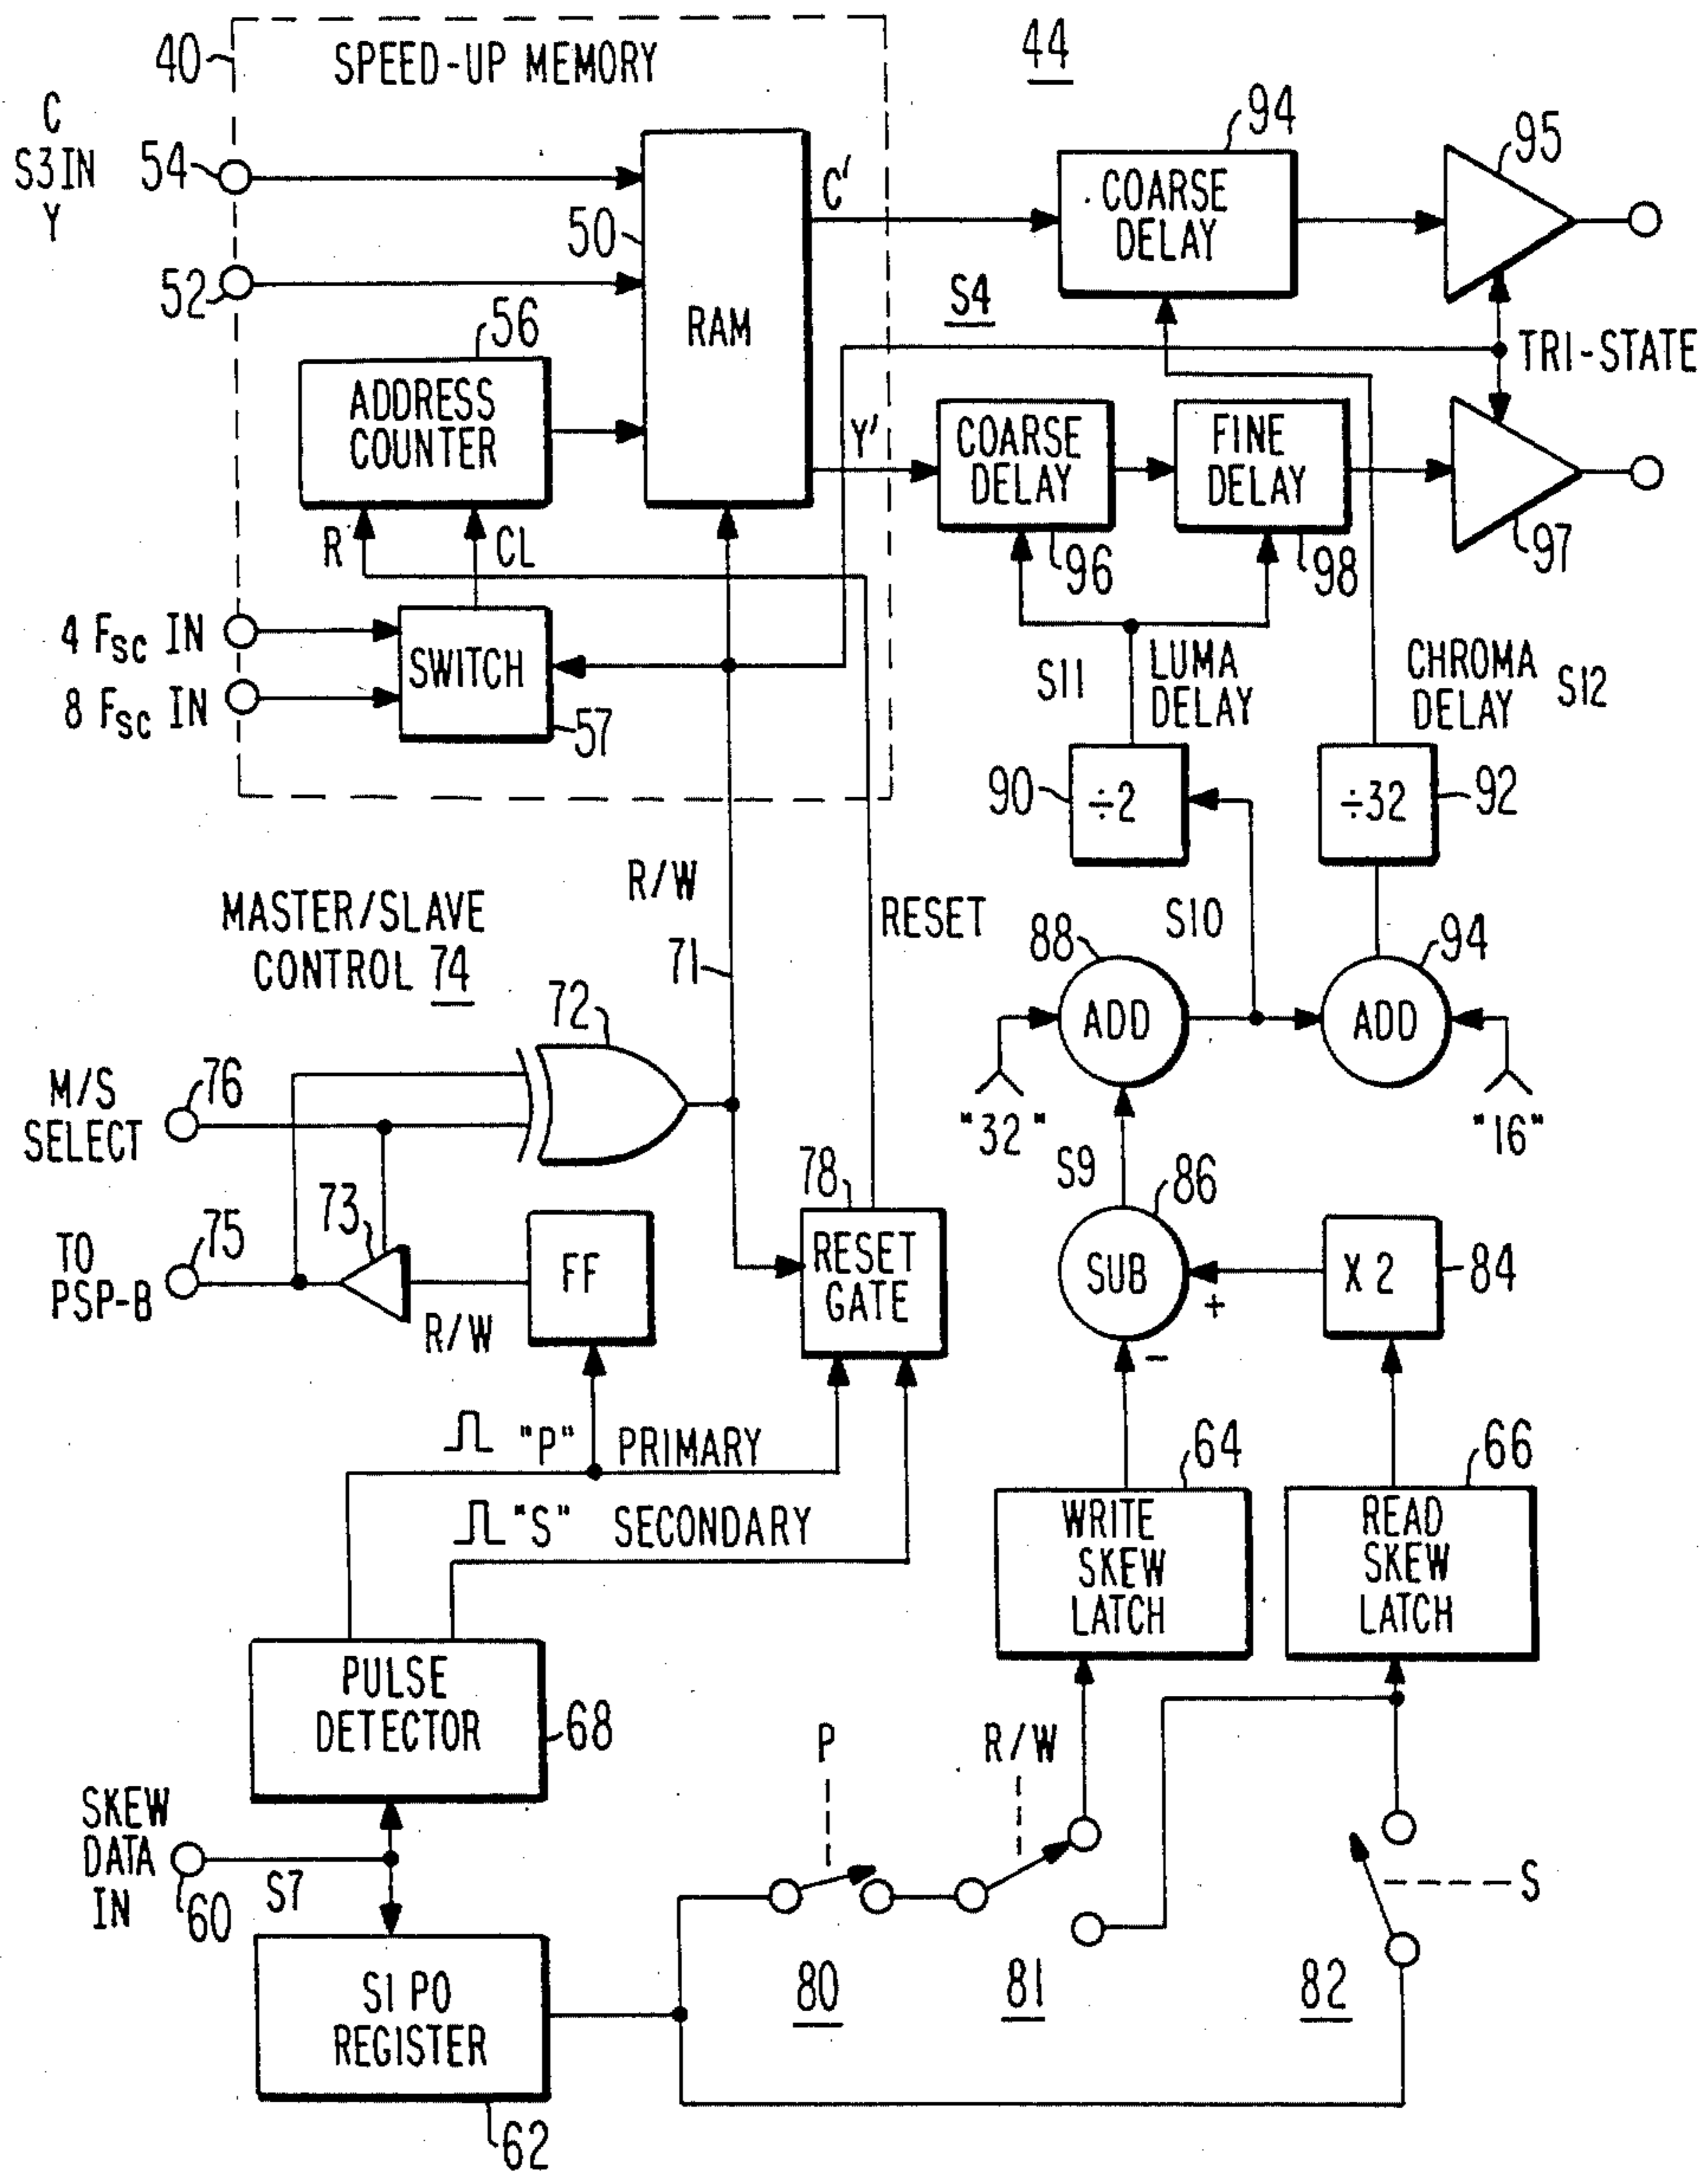 40
SPEED-UP MEMORY
44
C
S3 IN
Y
54
52
50
RAM
C'
Y'
94
COARSE
DELAY
95
S4
TRI-STATE
56
ADDRESS
COUNTER
R
CL
COARSE
DELAY
96
FINE
DELAY
98
97
4 FSC IN
8 FSC IN
SWITCH
57
S11
LUMA
DELAY
CHROMA
DELAY
S12
90
÷2
÷32
92
R/W
RESET
71
MASTER/SLAVE
CONTROL 74
S10
88
ADD
94
ADD
"32"
"16"
72
M/S
SELECT
76
TO
PSP-B
75
73
R/W
FF
78
RESET
GATE
S9
86
SUB
+
-
X 2
84
"P" PRIMARY
"S" SECONDARY
64
WRITE
SKEW
LATCH
66
READ
SKEW
LATCH
PULSE
DETECTOR
68
SKEW
DATA
IN
60
S7
SI PO
REGISTER
62
P
R/W
S
80
81
82